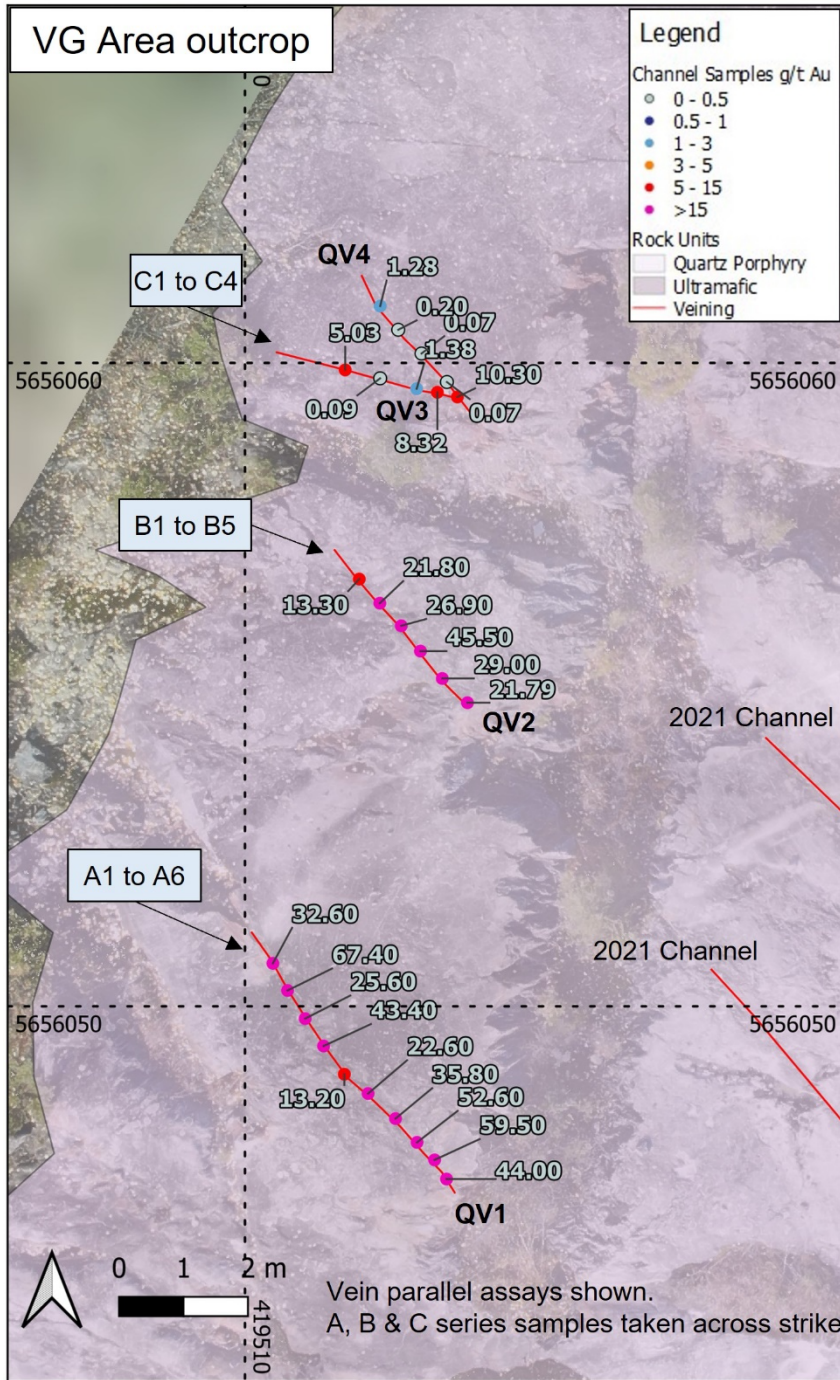 VG Area outcrop
Legend
Channel Samples g/t Au
0 - 0.5
0.5 - 1
1 - 3
3 - 5
5 - 15
>15
Rock Units
Quartz Porphyry
Ultramafic
Veining
0
QV4
1.28
C1 to C4
0.20
0.07
5.03
1.38
5656060
5656060
10.30
0.09
QV3
0.07
8.32
B1 to B5
21.80
13.30
26.90
45.50
29.00
21.79
QV2
2021 Channel
A1 to A6
32.60
2021 Channel
67.40
25.60
5656050
5656050
43.40
22.60
13.20
35.80
52.60
59.50
44.00
QV1
0 1 2 m
419510
Vein parallel assays shown.
A, B & C series samples taken across strike